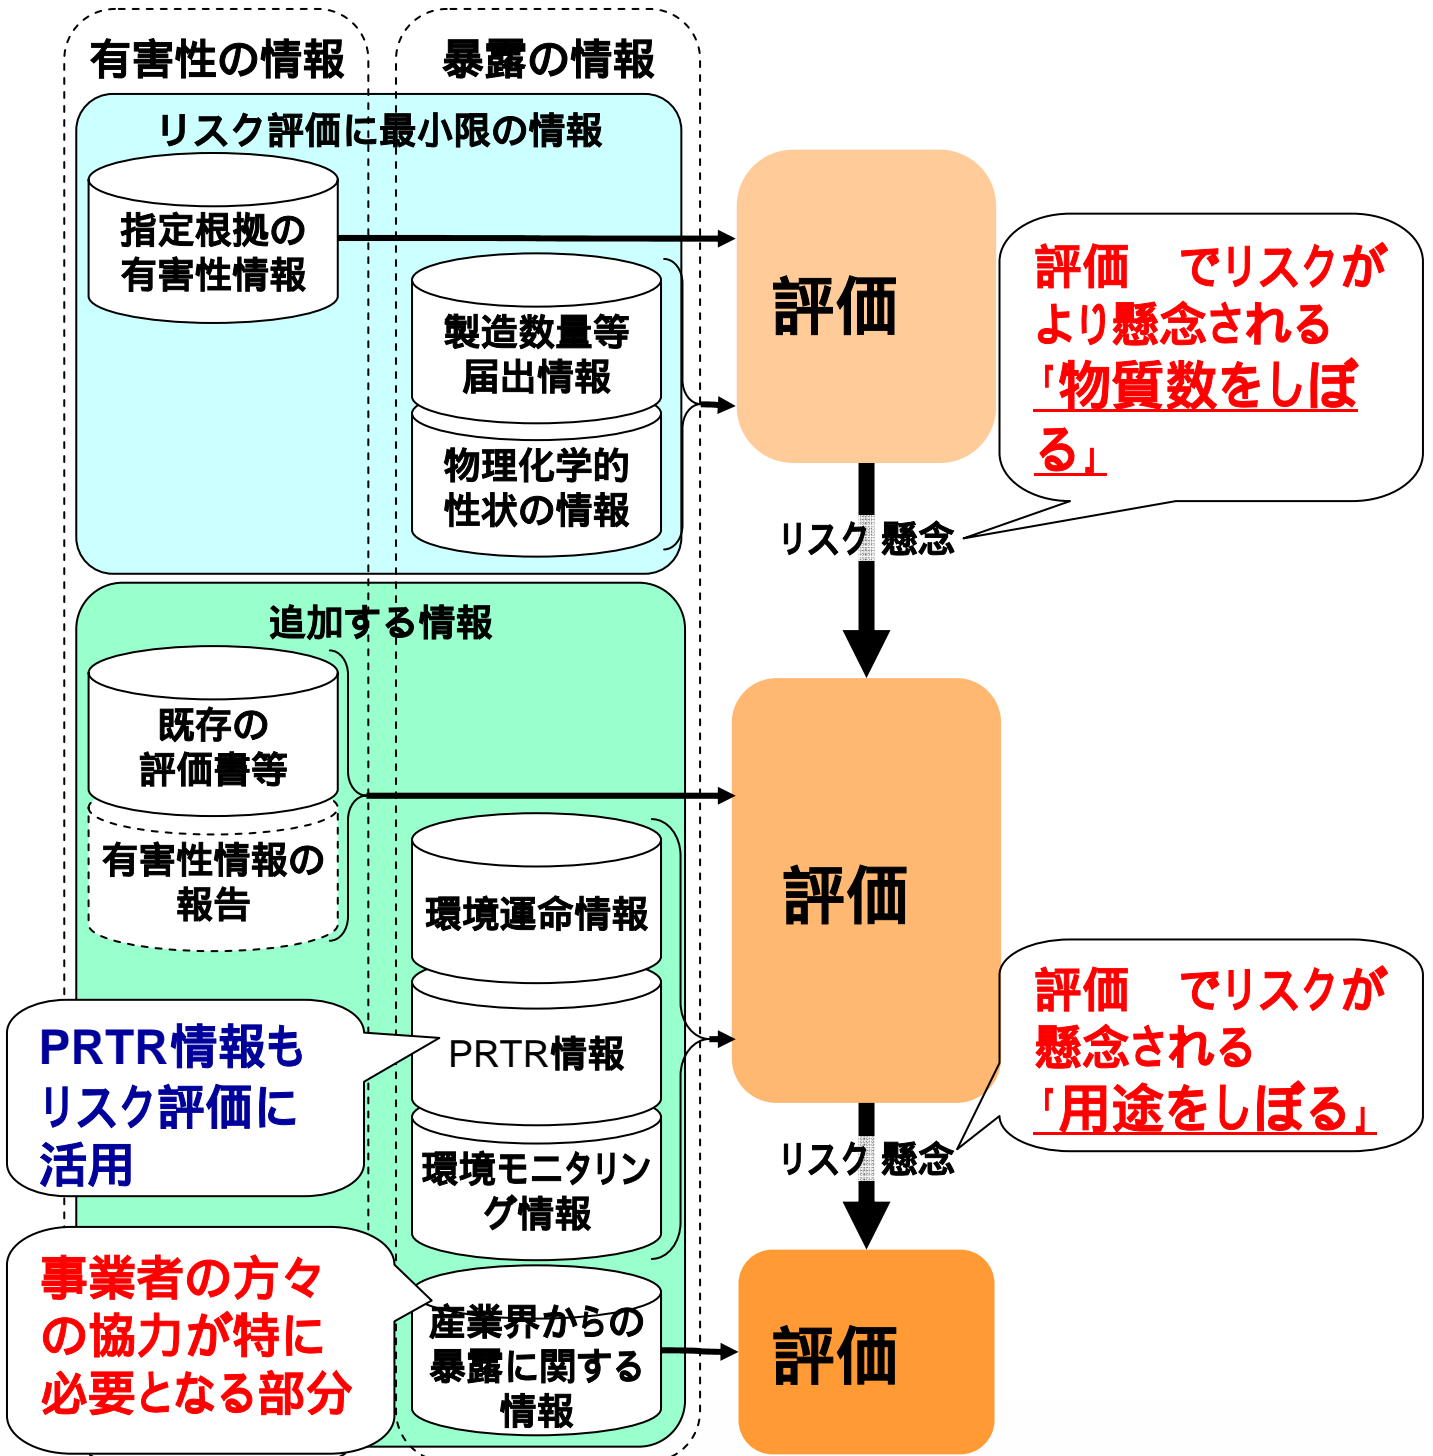 有害性の情報
暴露の情報
リスク評価に最小限の情報
指定根拠の
有害性情報
製造数量等
届出情報
物理化学的
性状の情報
評価
評価　でリスクが
より懸念される
「物質数をしぼ
る」
リスク 懸念
追加する情報
既存の
評価書等
有害性情報の
報告
環境運命情報
PRTR情報
環境モニタリン
グ情報
評価
PRTR情報も
リスク評価に
活用
評価　でリスクが
懸念される
「用途をしぼる」
リスク 懸念
事業者の方々
の協力が特に
必要となる部分
産業界からの
暴露に関する
情報
評価